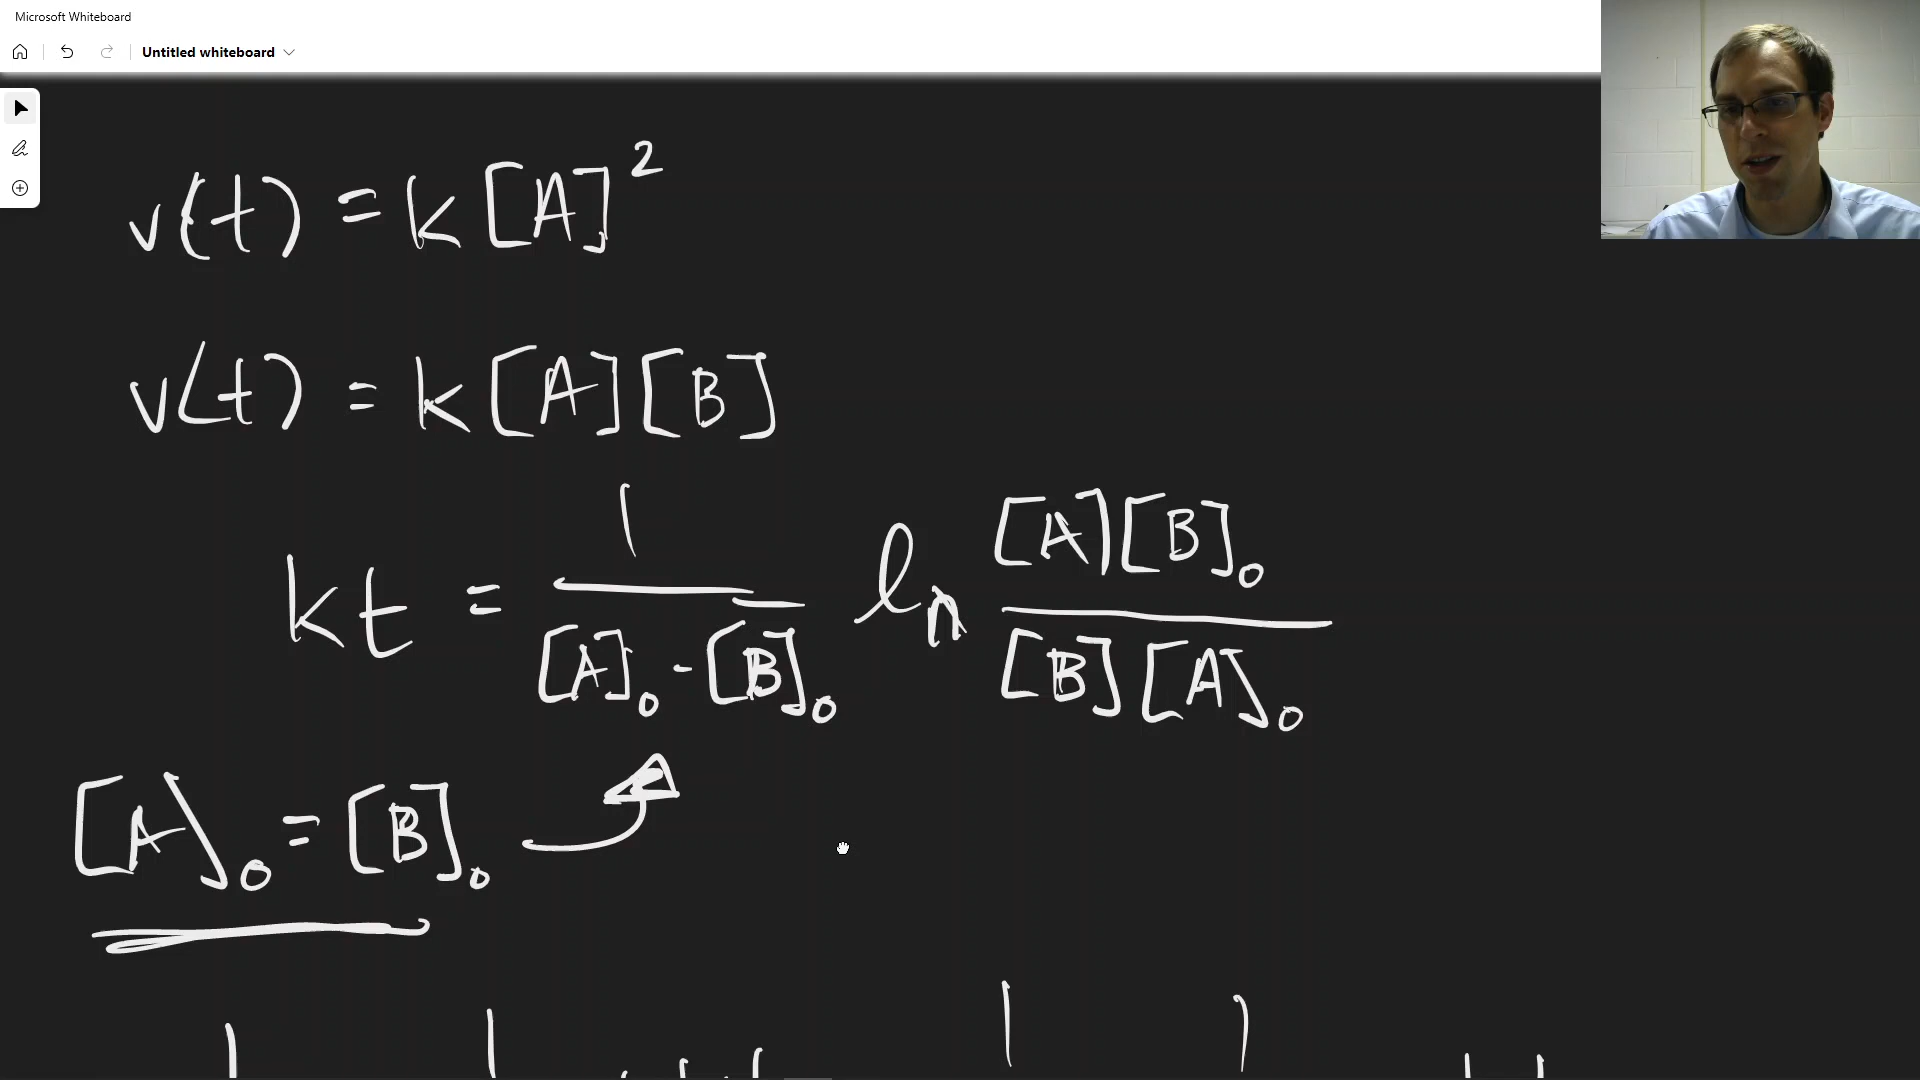 Microsoft Whiteboard
Untitled whiteboard
v(t) = k[A]²
v(t) = k[A][B]
kt = 1 / ([A]₀ - [B]₀) ln ([A][B]₀ / [B][A]₀)
[A]₀ = [B]₀